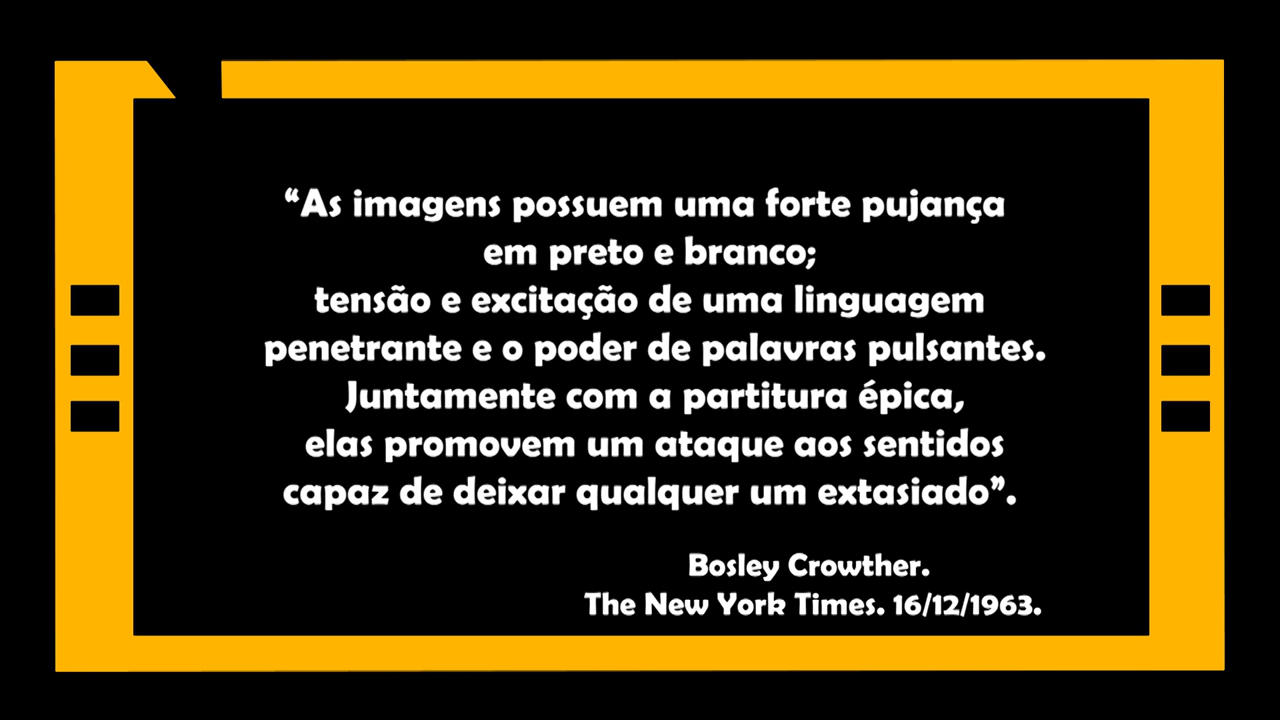 “As imagens possuem uma forte pujança
em preto e branco;
tensão e excitação de uma linguagem
penetrante e o poder de palavras pulsantes.
Juntamente com a partitura épica,
elas promovem um ataque aos sentidos
capaz de deixar qualquer um extasiado”.
Bosley Crowther.
The New York Times. 16/12/1963.